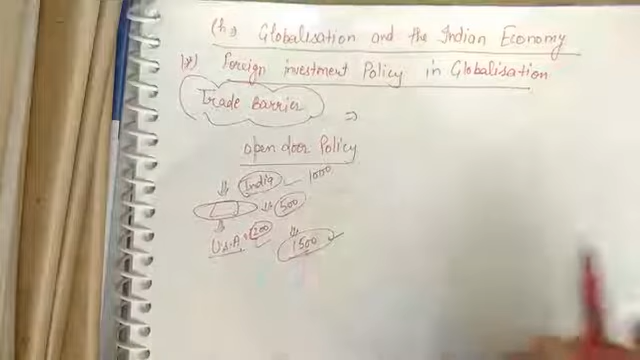 Ch, Globalisation and the Indian Economy
1*) Foreign investment Policy in Globalisation
Trade Barrier ⇒
open door Policy
India - 1000
500
U.S.A 200
1500